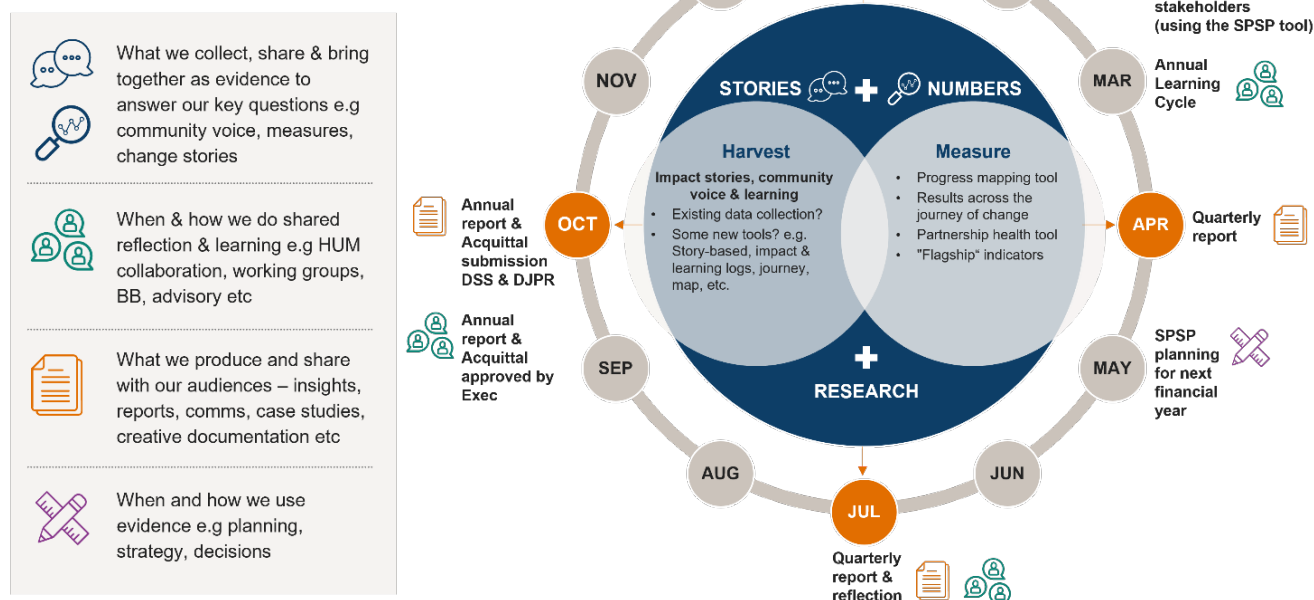 What we collect, share & bring
together as evidence to
answer our key questions e.g
community voice, measures,
change stories
When & how we do shared
reflection & learning e.g HUM
collaboration, working groups,
BB, advisory etc
What we produce and share
with our audiences – insights,
reports, comms, case studies,
creative documentation etc
When and how we use
evidence e.g planning,
strategy, decisions
stakeholders
(using the SPSP tool)
NOV
MAR
Annual
Learning
Cycle
STORIES
NUMBERS
Harvest
Impact stories, community
voice & learning
• Existing data collection?
• Some new tools? e.g.
Story-based, impact &
learning logs, journey,
map, etc.
Measure
• Progress mapping tool
• Results across the
journey of change
• Partnership health tool
• "Flagship“ indicators
RESEARCH
OCT
Annual
report &
Acquittal
submission
DSS & DJPR
APR
Quarterly
report
SEP
Annual
report &
Acquittal
approved by
Exec
MAY
SPSP
planning
for next
financial
year
AUG
JUN
JUL
Quarterly
report &
reflection